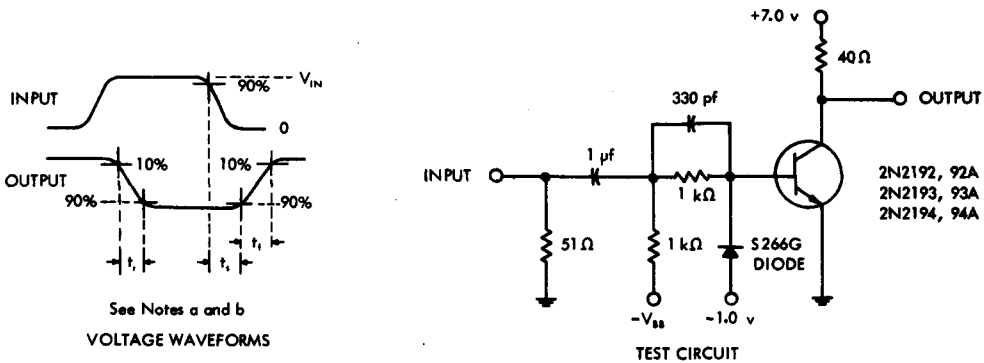 INPUT
90%
V_IN
0
OUTPUT
10%
10%
90%
90%
t_r
t_s
t_f
See Notes a and b
VOLTAGE WAVEFORMS
+7.0 v
40Ω
OUTPUT
330 pf
1 μf
INPUT
1 kΩ
2N2192, 92A
2N2193, 93A
2N2194, 94A
51Ω
1 kΩ
S266G
DIODE
-V_BB
-1.0 v
TEST CIRCUIT